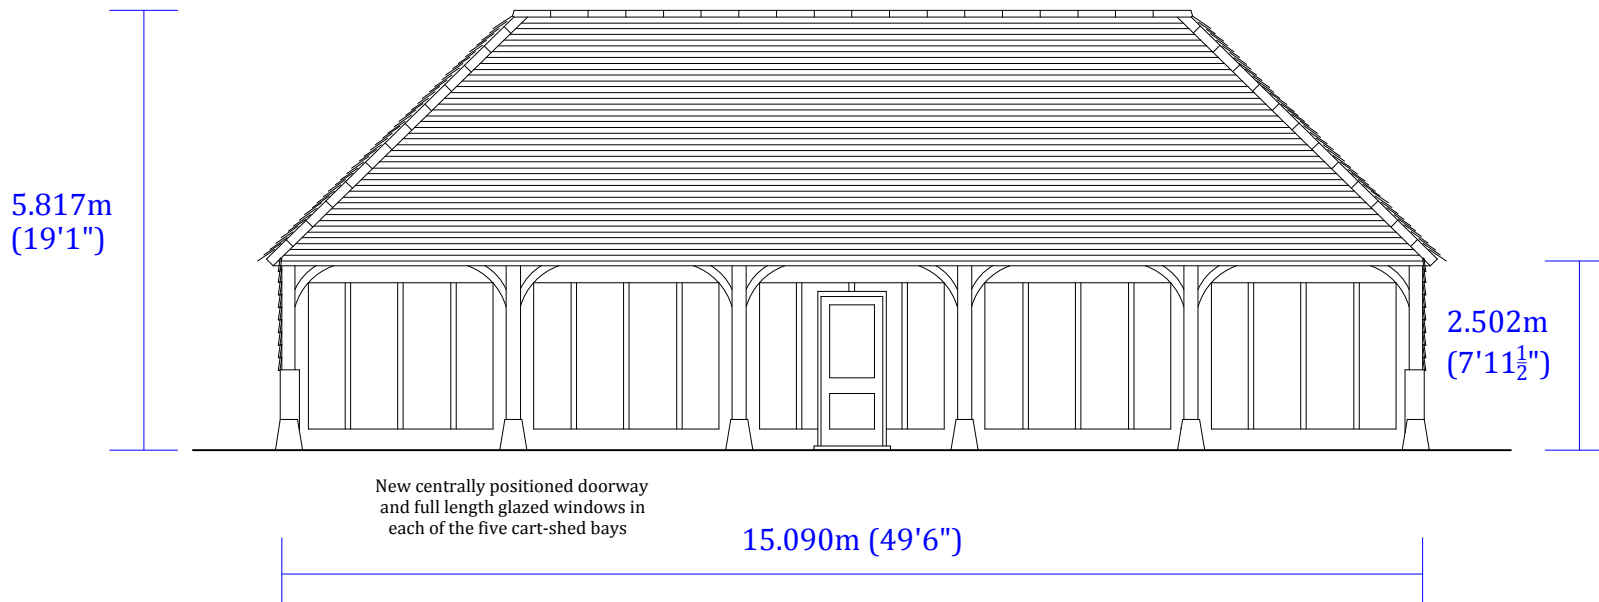 5.817m
(19'1")
2.502m
(7'11½")
New centrally positioned doorway
and full length glazed windows in
each of the five cart-shed bays
15.090m (49'6")